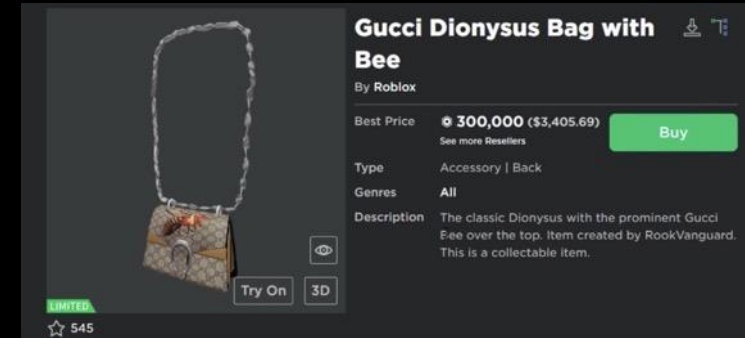 Gucci Dionysus Bag with
Bee
By Roblox
Best Price 300,000 ($3,405.69)
See more Resellers
Buy
Type Accessory | Back
Genres All
Description The classic Dionysus with the prominent Gucci
Bee over the top. Item created by RookVanguard.
This is a collectable item.
Try On 3D
LIMITED
545